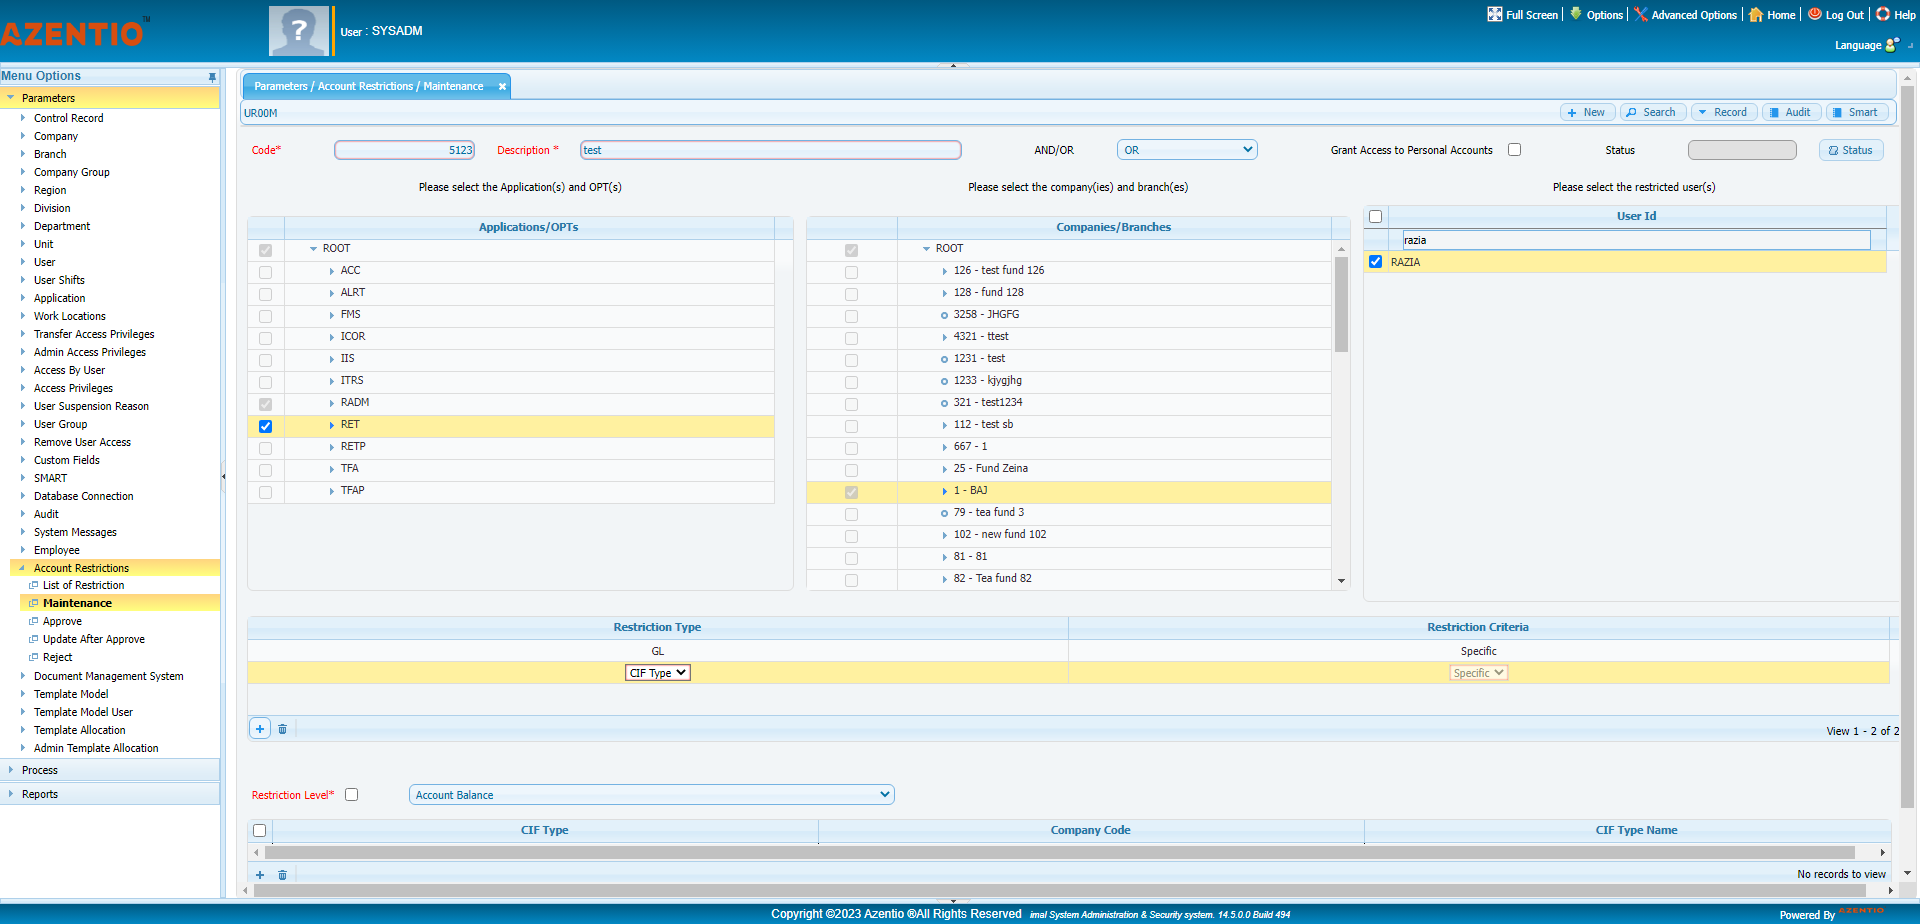 AZENTIO TM
User : SYSADM
Full Screen Options Advanced Options Home Log Out Help
Language
Menu Options
Parameters
Control Record
Company
Branch
Company Group
Region
Division
Department
Unit
User
User Shifts
Application
Work Locations
Transfer Access Privileges
Admin Access Privileges
Access By User
Access Privileges
User Suspension Reason
User Group
Remove User Access
Custom Fields
SMART
Database Connection
Audit
System Messages
Employee
Account Restrictions
List of Restriction
Maintenance
Approve
Update After Approve
Reject
Document Management System
Template Model
Template Model User
Template Allocation
Admin Template Allocation
Process
Reports
Parameters / Account Restrictions / Maintenance
UR00M
New Search Record Audit Smart
Code* 5123 Description * test AND/OR OR Grant Access to Personal Accounts Status Status
Please select the Application(s) and OPT(s)
Applications/OPTs
ROOT
ACC
ALRT
FMS
ICOR
IIS
ITRS
RADM
RET
RETP
TFA
TFAP
Please select the company(ies) and branch(es)
Companies/Branches
ROOT
126 - test fund 126
128 - fund 128
3258 - JHGFG
4321 - ttest
1231 - test
1233 - kjygjhg
321 - test1234
112 - test sb
667 - 1
25 - Fund Zeina
1 - BAJ
79 - tea fund 3
102 - new fund 102
81 - 81
82 - Tea fund 82
Please select the restricted user(s)
User Id
razia
RAZIA
Restriction Type Restriction Criteria
GL Specific
CIF Type Specific
View 1 - 2 of 2
Restriction Level* Account Balance
CIF Type Company Code CIF Type Name
No records to view
Copyright ©2023 Azentio ®All Rights Reserved imal System Administration & Security system. 14.5.0.0 Build 494
Powered By AZENTIO